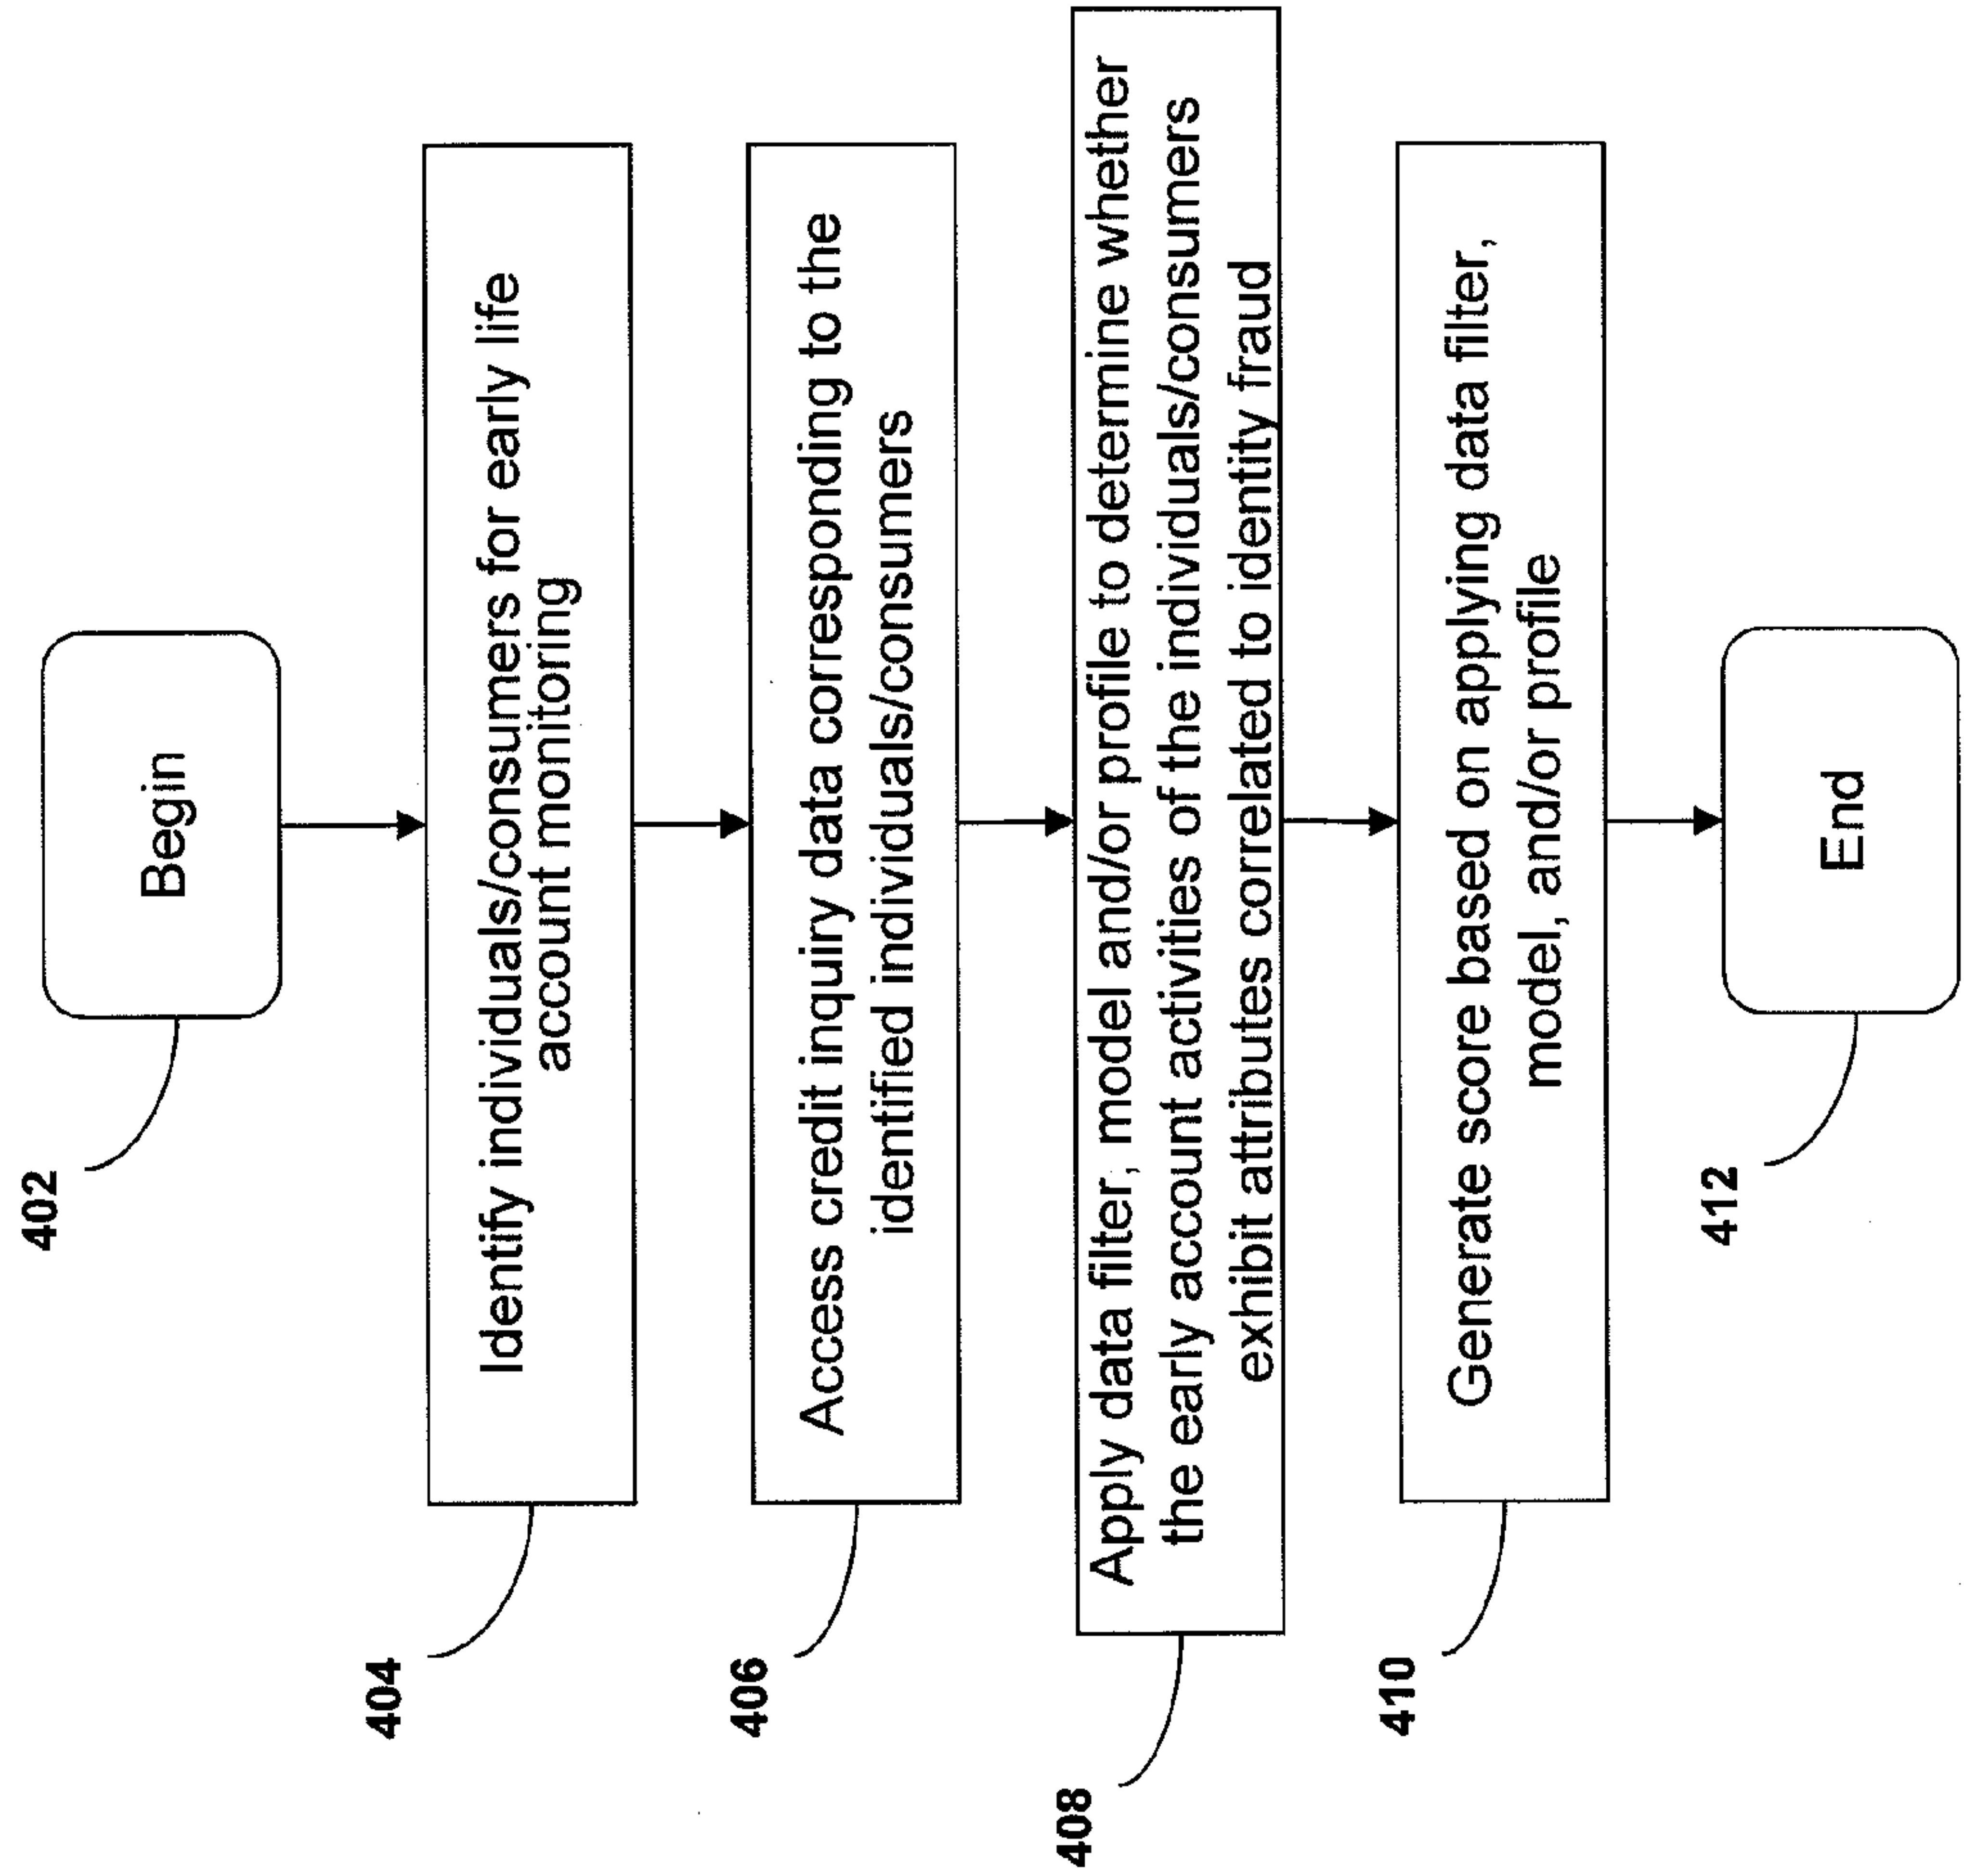 402
Begin
404
Identify individuals/consumers for early life
account monitoring
406
Access credit inquiry data corresponding to the
identified individuals/consumers
408
Apply data filter, model and/or profile to determine whether
the early account activities of the individuals/consumers
exhibit attributes correlated to identity fraud
410
Generate score based on applying data filter,
model, and/or profile
412
End